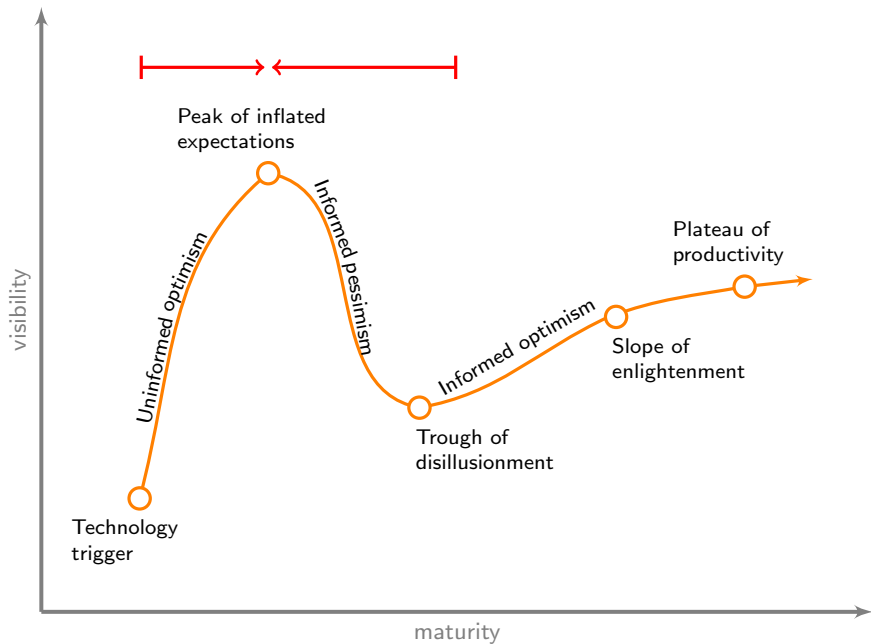 Peak of inflated
expectations
Uninformed optimism
Informed pessimism
Plateau of
productivity
visibility
Informed optimism
Slope of
enlightenment
Trough of
disillusionment
Technology
trigger
maturity